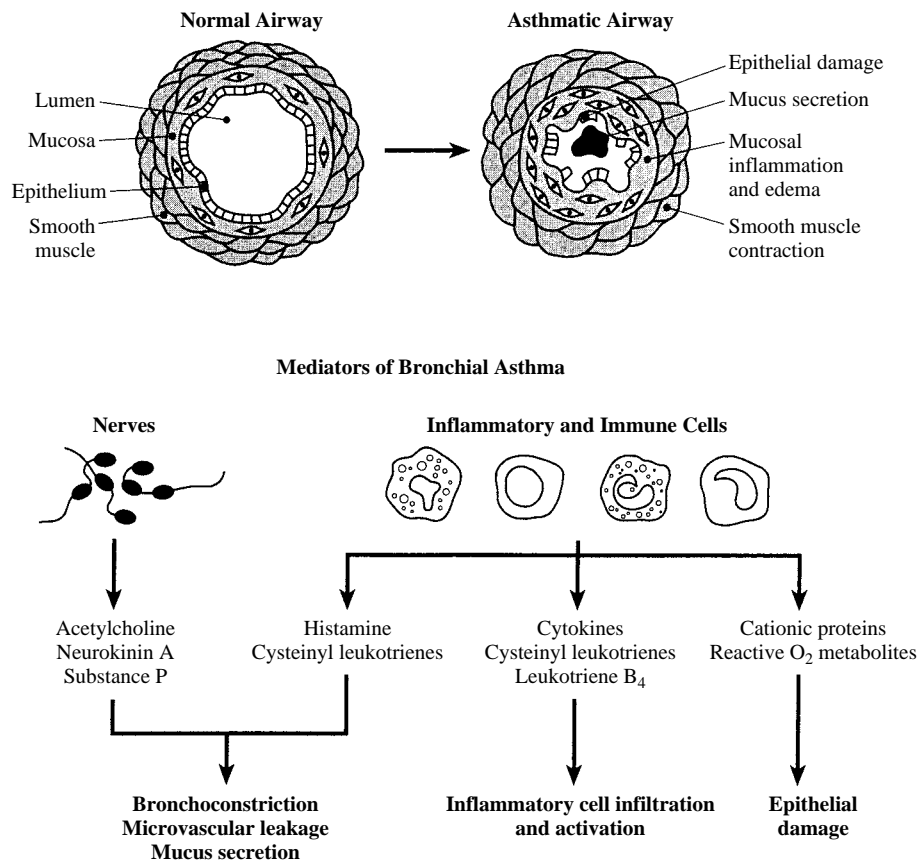 Normal Airway
Asthmatic Airway
Lumen
Mucosa
Epithelium
Smooth
muscle
Epithelial damage
Mucus secretion
Mucosal
inflammation
and edema
Smooth muscle
contraction
Mediators of Bronchial Asthma
Nerves
Inflammatory and Immune Cells
Acetylcholine
Neurokinin A
Substance P
Histamine
Cysteinyl leukotrienes
Cytokines
Cysteinyl leukotrienes
Leukotriene B₄
Cationic proteins
Reactive O₂ metabolites
Bronchoconstriction
Microvascular leakage
Mucus secretion
Inflammatory cell infiltration
and activation
Epithelial
damage